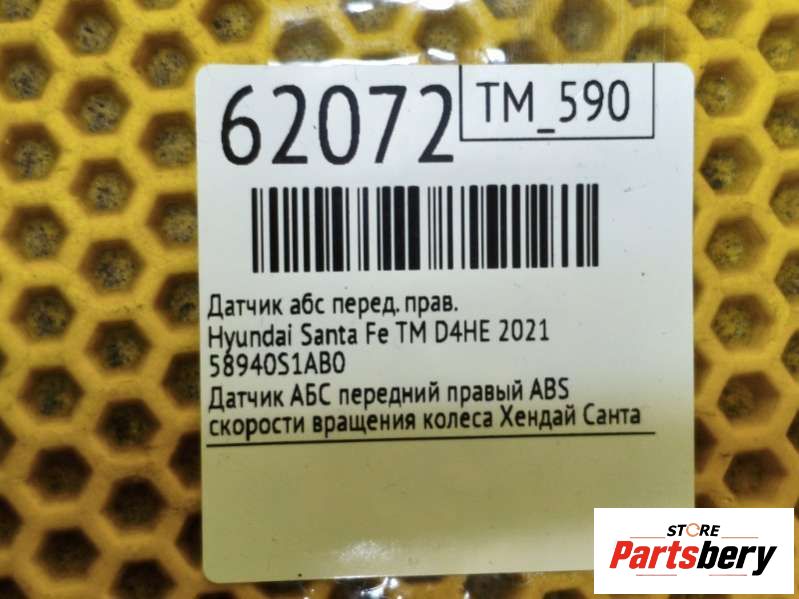 62072
TM_590
Датчик абс перед. прав.
Hyundai Santa Fe TM D4HE 2021
58940S1AB0
Датчик АБС передний правый ABS
скорости вращения колеса Хендай Санта
STORE
Partsbery